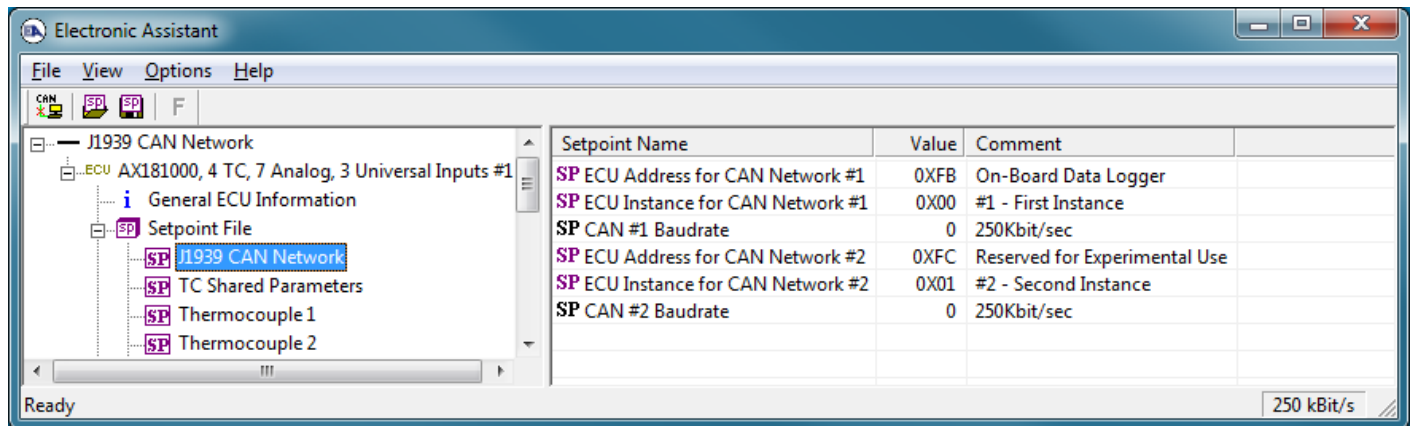 Electronic Assistant
File View Options Help
CAN SP SP F
J1939 CAN Network
ECU AX181000, 4 TC, 7 Analog, 3 Universal Inputs #1
i General ECU Information
SP Setpoint File
SP J1939 CAN Network
SP TC Shared Parameters
SP Thermocouple 1
SP Thermocouple 2
Setpoint Name Value Comment
SP ECU Address for CAN Network #1 0XFB On-Board Data Logger
SP ECU Instance for CAN Network #1 0X00 #1 - First Instance
SP CAN #1 Baudrate 0 250Kbit/sec
SP ECU Address for CAN Network #2 0XFC Reserved for Experimental Use
SP ECU Instance for CAN Network #2 0X01 #2 - Second Instance
SP CAN #2 Baudrate 0 250Kbit/sec
Ready 250 kBit/s